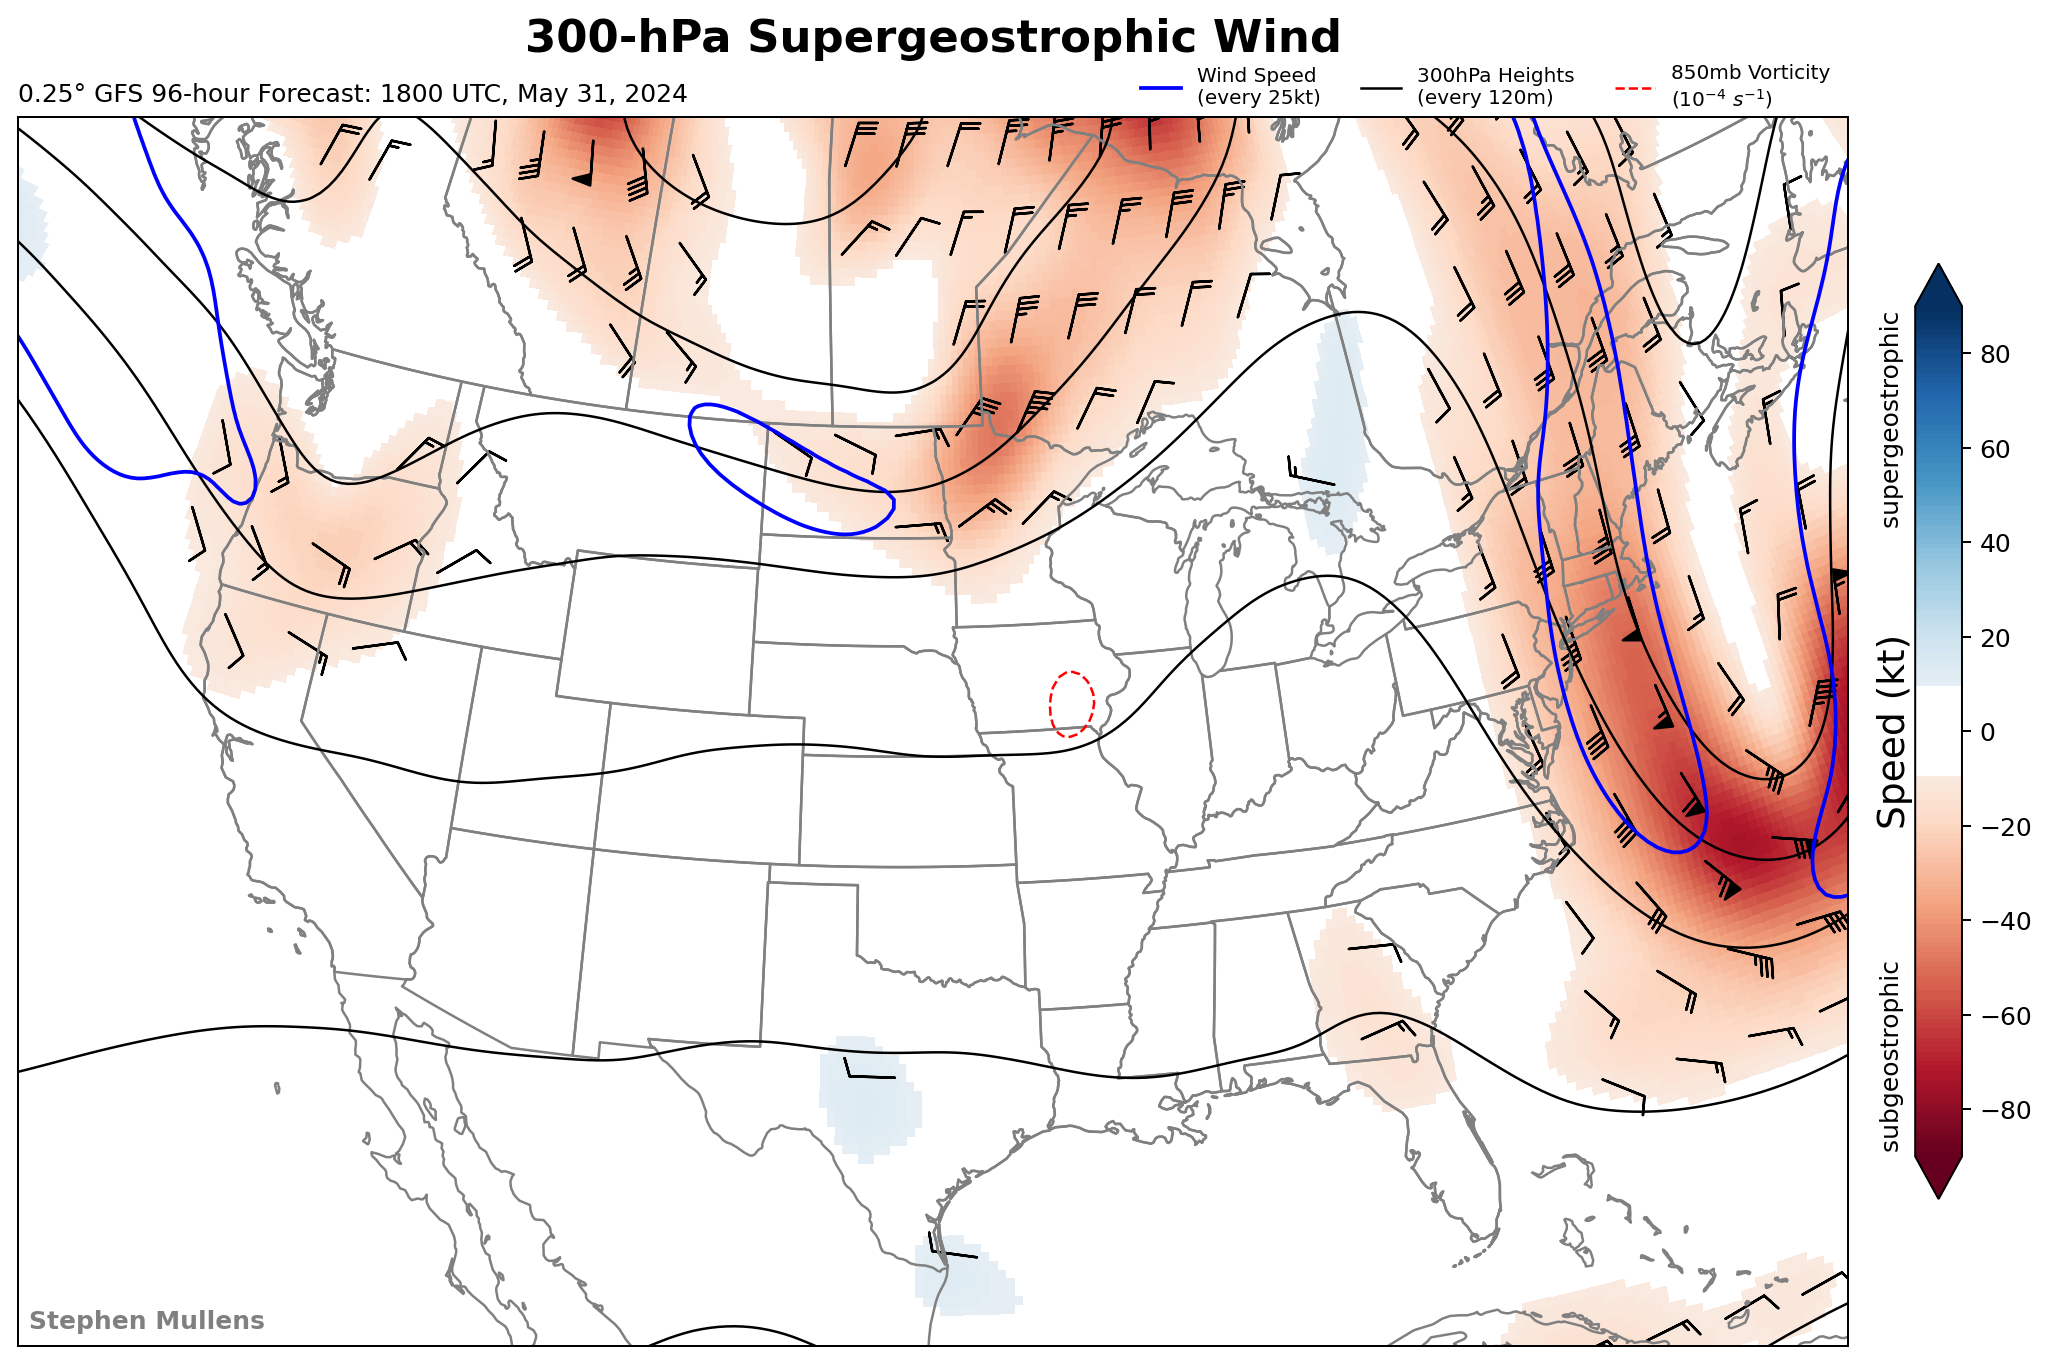 300-hPa Supergeostrophic Wind
0.25° GFS 96-hour Forecast: 1800 UTC, May 31, 2024
Wind Speed
(every 25kt)
300hPa Heights
(every 120m)
850mb Vorticity
(10⁻⁴ s⁻¹)
supergeostrophic
Speed (kt)
subgeostrophic
80
60
40
20
0
−20
−40
−60
−80
Stephen Mullens